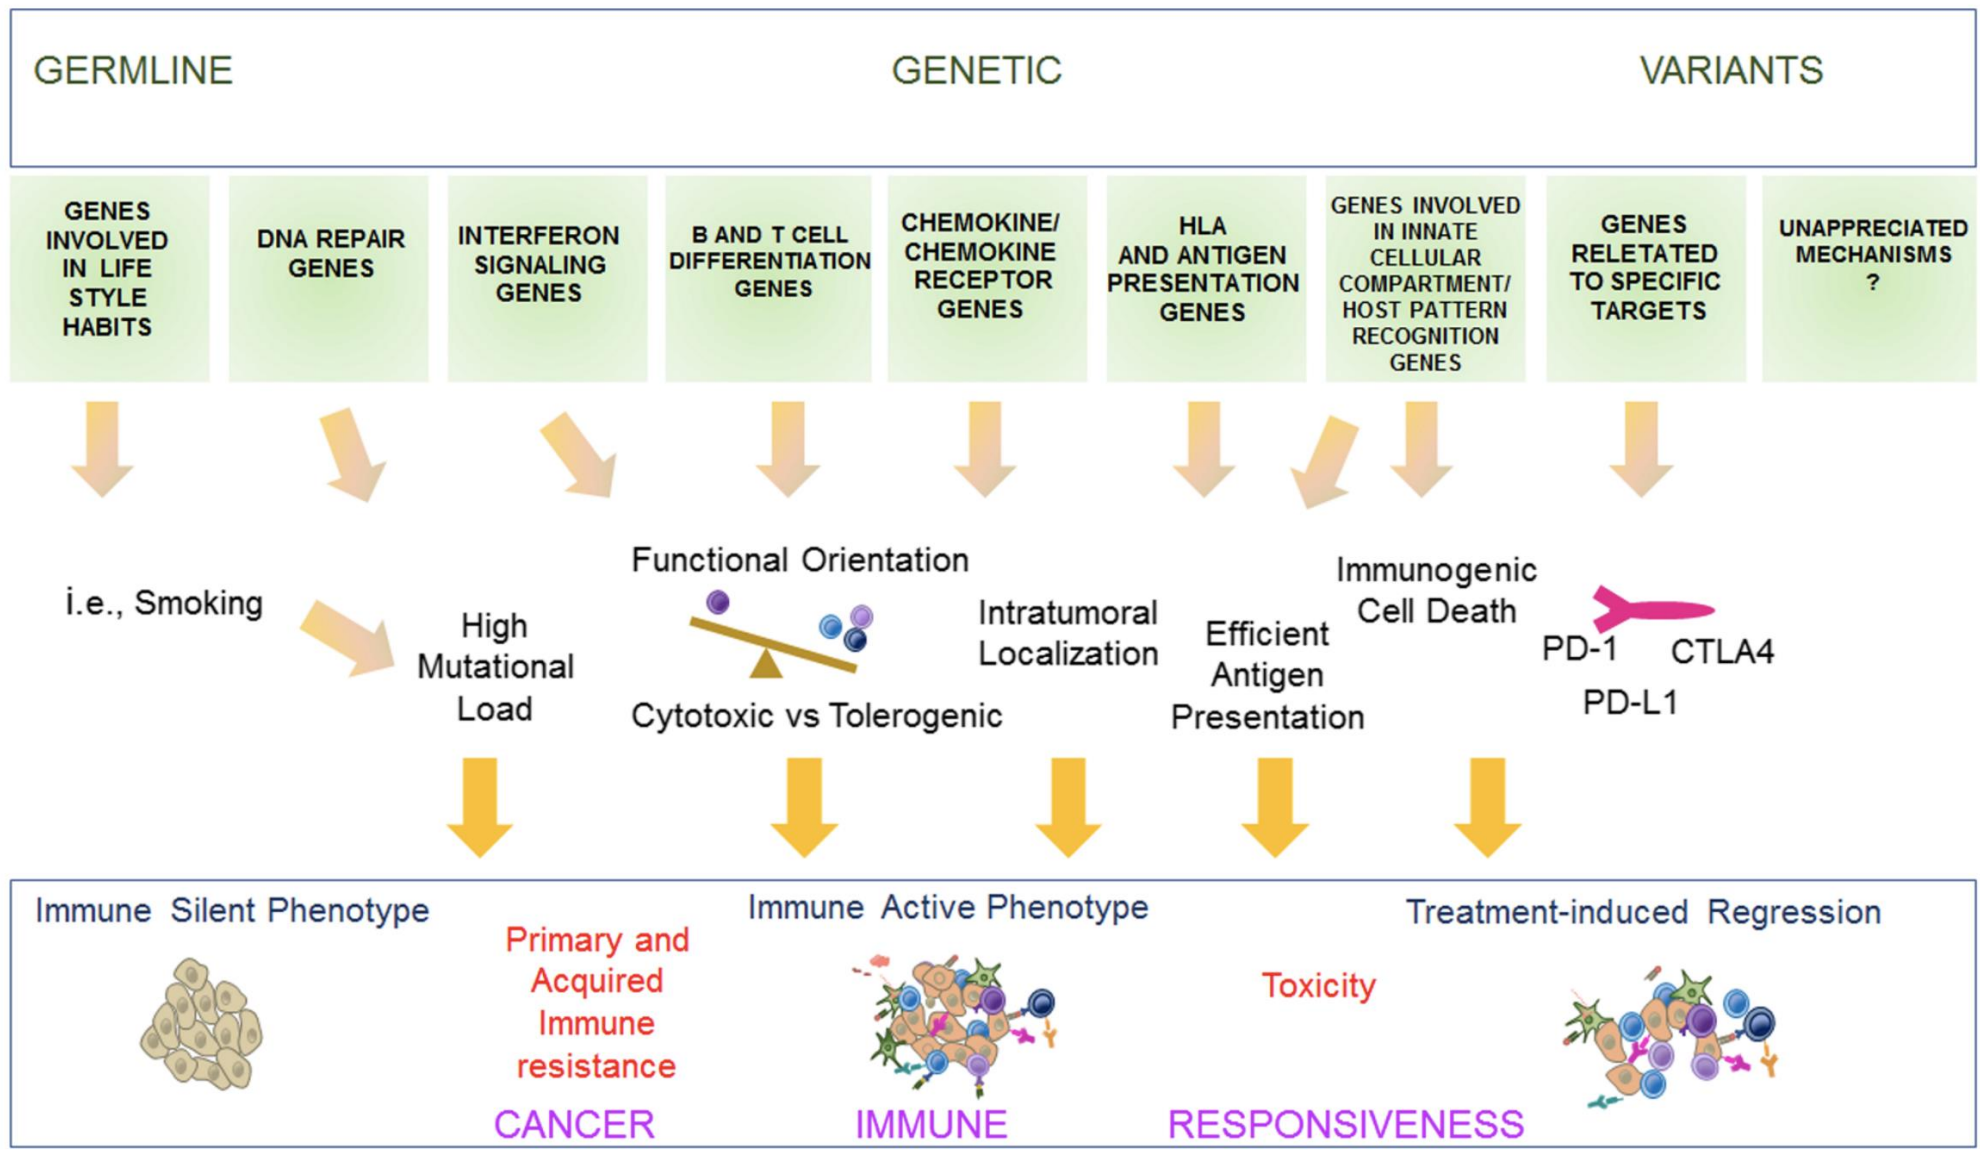 GERMLINE GENETIC VARIANTS
GENES
INVOLVED
IN LIFE
STYLE
HABITS
DNA REPAIR
GENES
INTERFERON
SIGNALING
GENES
B AND T CELL
DIFFERENTIATION
GENES
CHEMOKINE/
CHEMOKINE
RECEPTOR
GENES
HLA
AND ANTIGEN
PRESENTATION
GENES
GENES INVOLVED
IN INNATE
CELLULAR
COMPARTMENT/
HOST PATTERN
RECOGNITION
GENES
GENES
RELETATED
TO SPECIFIC
TARGETS
UNAPPRECIATED
MECHANISMS
?
i.e., Smoking
High
Mutational
Load
Functional Orientation
Cytotoxic vs Tolerogenic
Intratumoral
Localization
Efficient
Antigen
Presentation
Immunogenic
Cell Death
PD-1
CTLA4
PD-L1
Immune Silent Phenotype
Primary and
Acquired
Immune
resistance
Immune Active Phenotype
Toxicity
Treatment-induced Regression
CANCER IMMUNE RESPONSIVENESS